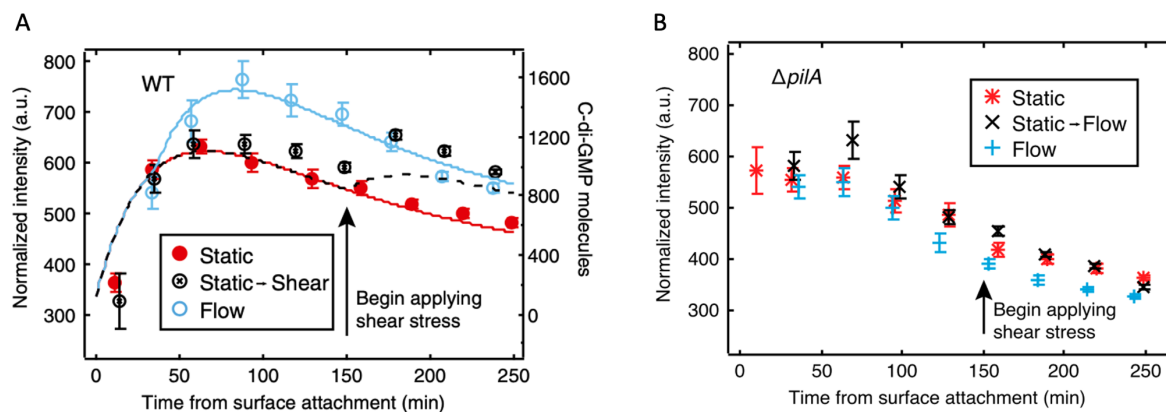 A
WT
Normalized intensity (a.u.)
800
700
600
500
400
300
1600
1200
800
400
0
C-di-GMP molecules
Static
Static→Shear
Flow
Begin applying
shear stress
0 50 100 150 200 250
Time from surface attachment (min)
B
ΔpilA
Normalized intensity (a.u.)
800
700
600
500
400
300
Static
Static→Flow
Flow
Begin applying
shear stress
0 50 100 150 200 250
Time from surface attachment (min)